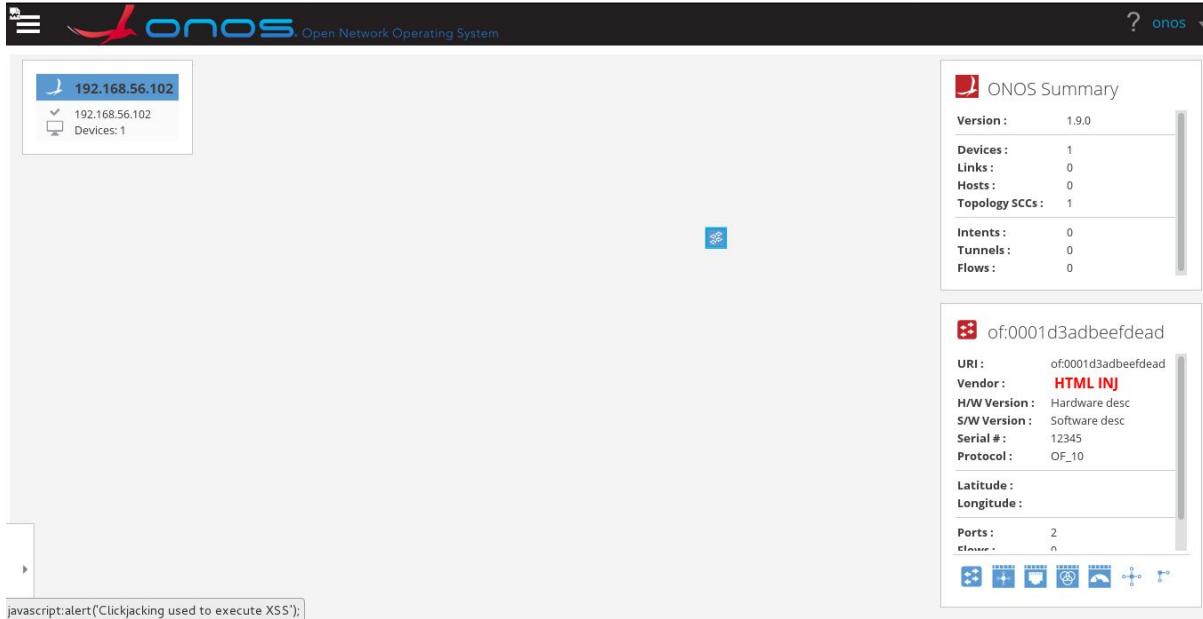 onos. Open Network Operating System
? onos
192.168.56.102
192.168.56.102
Devices: 1
ONOS Summary
Version : 1.9.0
Devices : 1
Links : 0
Hosts : 0
Topology SCCs : 1
Intents : 0
Tunnels : 0
Flows : 0
of:0001d3adbeefdead
URI : of:0001d3adbeefdead
Vendor : HTML INJ
H/W Version : Hardware desc
S/W Version : Software desc
Serial # : 12345
Protocol : OF_10
Latitude :
Longitude :
Ports : 2
Flows : 0
javascript:alert('Clickjacking used to execute XSS');